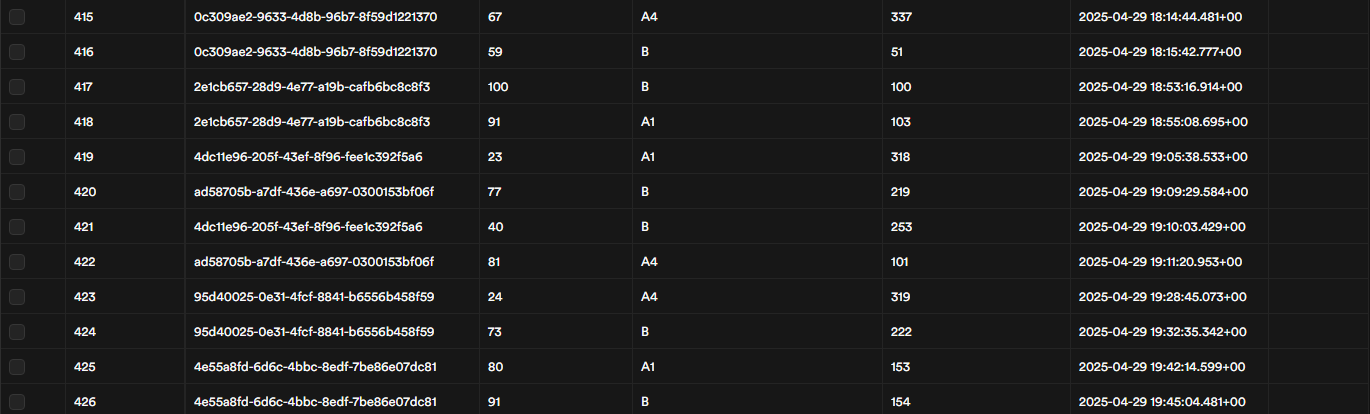 415 0c309ae2-9633-4d8b-96b7-8f59d1221370 67 A4 337 2025-04-29 18:14:44.481+00
416 0c309ae2-9633-4d8b-96b7-8f59d1221370 59 B 51 2025-04-29 18:15:42.777+00
417 2e1cb657-28d9-4e77-a19b-cafb6bc8c8f3 100 B 100 2025-04-29 18:53:16.914+00
418 2e1cb657-28d9-4e77-a19b-cafb6bc8c8f3 91 A1 103 2025-04-29 18:55:08.695+00
419 4dc11e96-205f-43ef-8f96-fee1c392f5a6 23 A1 318 2025-04-29 19:05:38.533+00
420 ad58705b-a7df-436e-a697-0300153bf06f 77 B 219 2025-04-29 19:09:29.584+00
421 4dc11e96-205f-43ef-8f96-fee1c392f5a6 40 B 253 2025-04-29 19:10:03.429+00
422 ad58705b-a7df-436e-a697-0300153bf06f 81 A4 101 2025-04-29 19:11:20.953+00
423 95d40025-0e31-4fcf-8841-b6556b458f59 24 A4 319 2025-04-29 19:28:45.073+00
424 95d40025-0e31-4fcf-8841-b6556b458f59 73 B 222 2025-04-29 19:32:35.342+00
425 4e55a8fd-6d6c-4bbc-8edf-7be86e07dc81 80 A1 153 2025-04-29 19:42:14.599+00
426 4e55a8fd-6d6c-4bbc-8edf-7be86e07dc81 91 B 154 2025-04-29 19:45:04.481+00